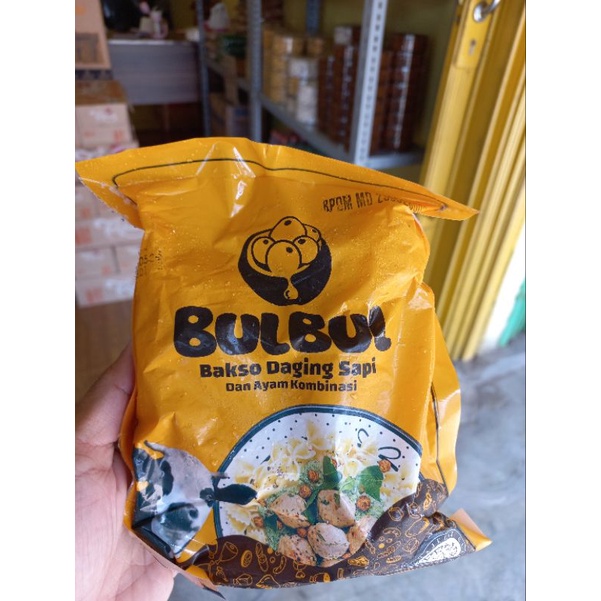 BPOM MD
BULBUL
Bakso Daging Sapi
Dan Ayam Kombinasi